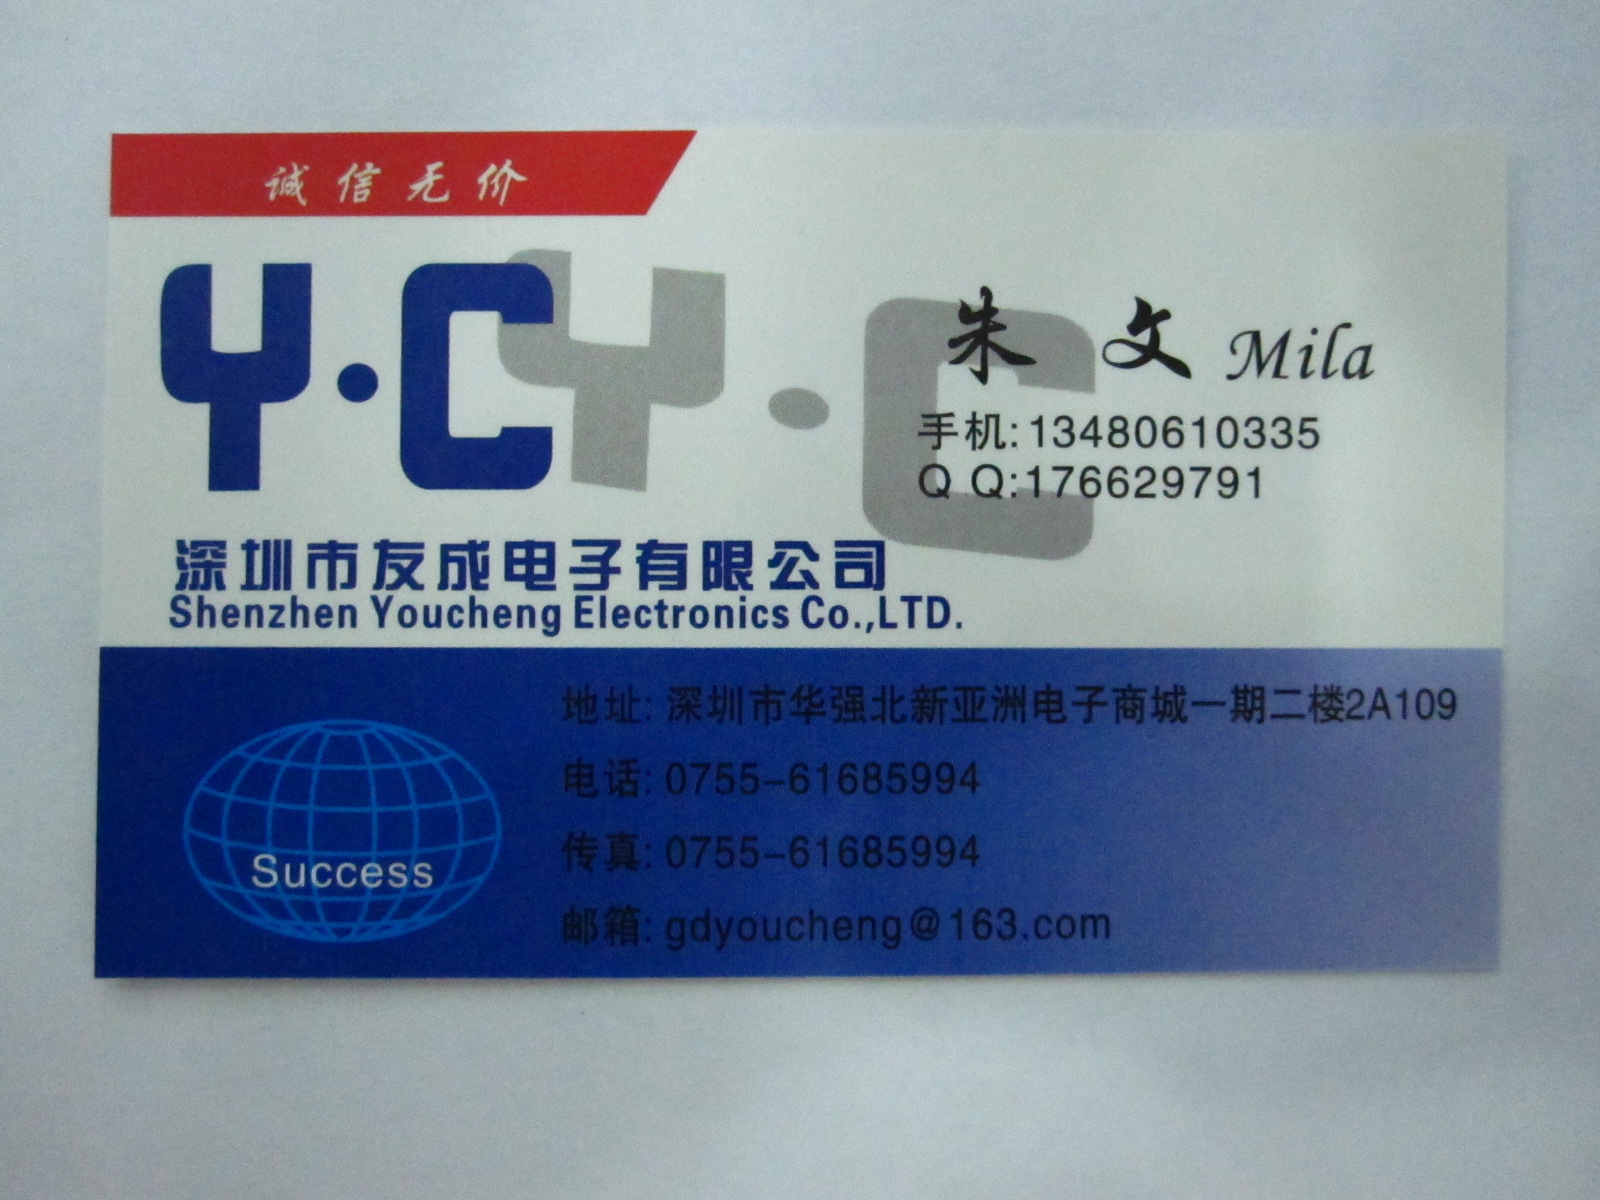 诚信无价
Y·C
Y·C
朱文 Mila
手机:13480610335
QQ:176629791
深圳市友成电子有限公司
Shenzhen Youcheng Electronics Co.,LTD.
地址: 深圳市华强北新亚洲电子商城一期二楼2A109
电话: 0755-61685994
传真: 0755-61685994
邮箱: gdyoucheng@163.com
Success